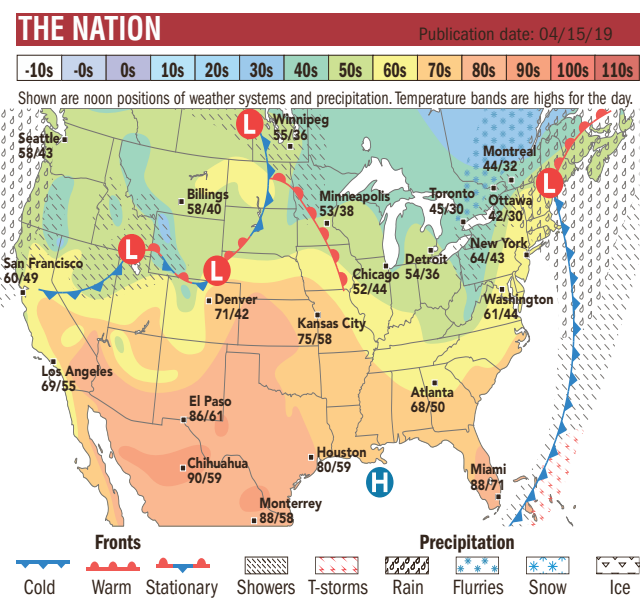 THE NATION
Publication date: 04/15/19
-10s -0s 0s 10s 20s 30s 40s 50s 60s 70s 80s 90s 100s 110s
Shown are noon positions of weather systems and precipitation. Temperature bands are highs for the day.
L
Winnipeg
55/36
Seattle
58/43
Montreal
44/32
L
Billings
58/40
Minneapolis
53/38
Toronto
45/30
Ottawa
42/30
New York
64/43
L
San Francisco
60/49
L
Chicago
52/44
Detroit
54/36
Denver
71/42
Washington
61/44
Kansas City
75/58
Los Angeles
69/55
Atlanta
68/50
El Paso
86/61
Chihuahua
90/59
Houston
80/59
H
Miami
88/71
Monterrey
88/58
Fronts
Precipitation
Cold Warm Stationary Showers T-storms Rain Flurries Snow Ice